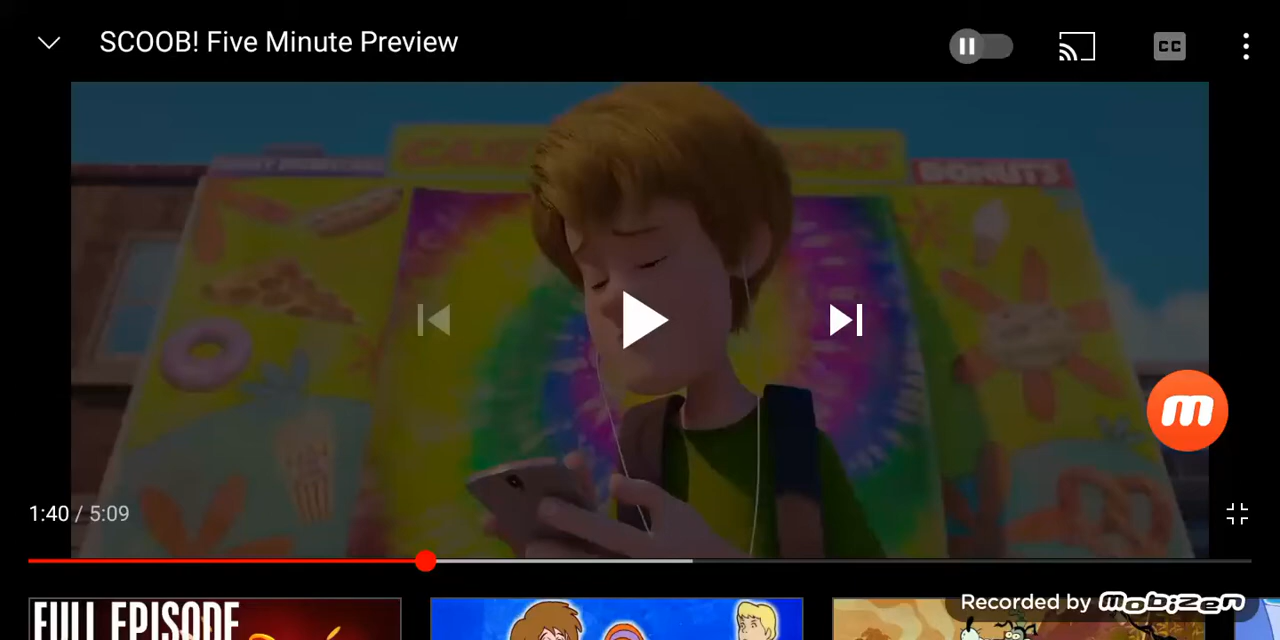 SCOOB! Five Minute Preview
CC
DONUTS
m
1:40 / 5:09
FULL EPISODE
Recorded by mobizen